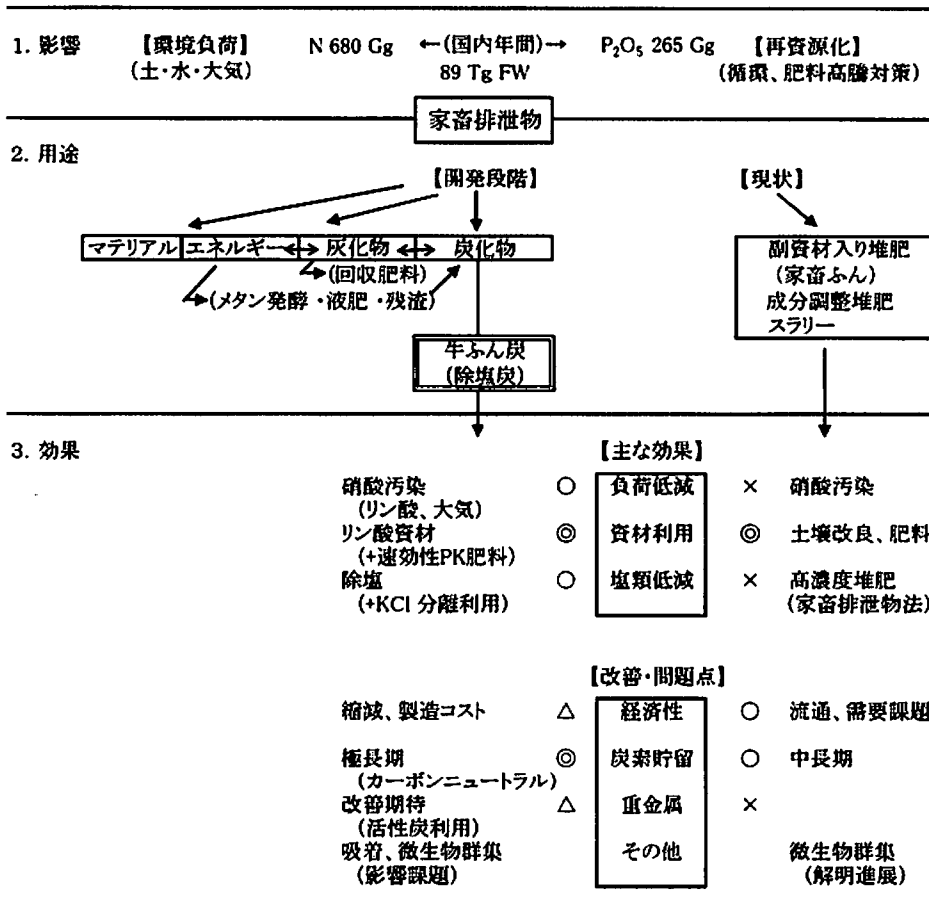 1. 影響 【環境負荷】 N 680 Gg ←(国内年間)→ P₂O₅ 265 Gg 【再資源化】
(土・水・大気) 89 Tg FW (循環、肥料高騰対策)
家畜排泄物
2. 用途
【開発段階】 【現状】
マテリアル エネルギー ↔ 灰化物 ↔ 炭化物
(回収肥料)
(メタン発酵・液肥・残渣)
副資材入り堆肥
(家畜ふん)
成分調整堆肥
スラリー
牛ふん炭
(除塩炭)
3. 効果 【主な効果】
硝酸汚染 ○ 負荷低減 × 硝酸汚染
(リン酸、大気)
リン酸資材 ◎ 資材利用 ◎ 土壌改良、肥料
(+速効性PK肥料)
除塩 ○ 塩類低減 × 高濃度堆肥
(+KCl 分離利用) (家畜排泄物法)
【改善・問題点】
縮減、製造コスト △ 経済性 ○ 流通、需要課題
極長期 ◎ 炭素貯留 ○ 中長期
(カーボンニュートラル)
改善期待 △ 重金属 ×
(活性炭利用)
吸着、微生物群集 その他 微生物群集
(影響課題) (解明進展)